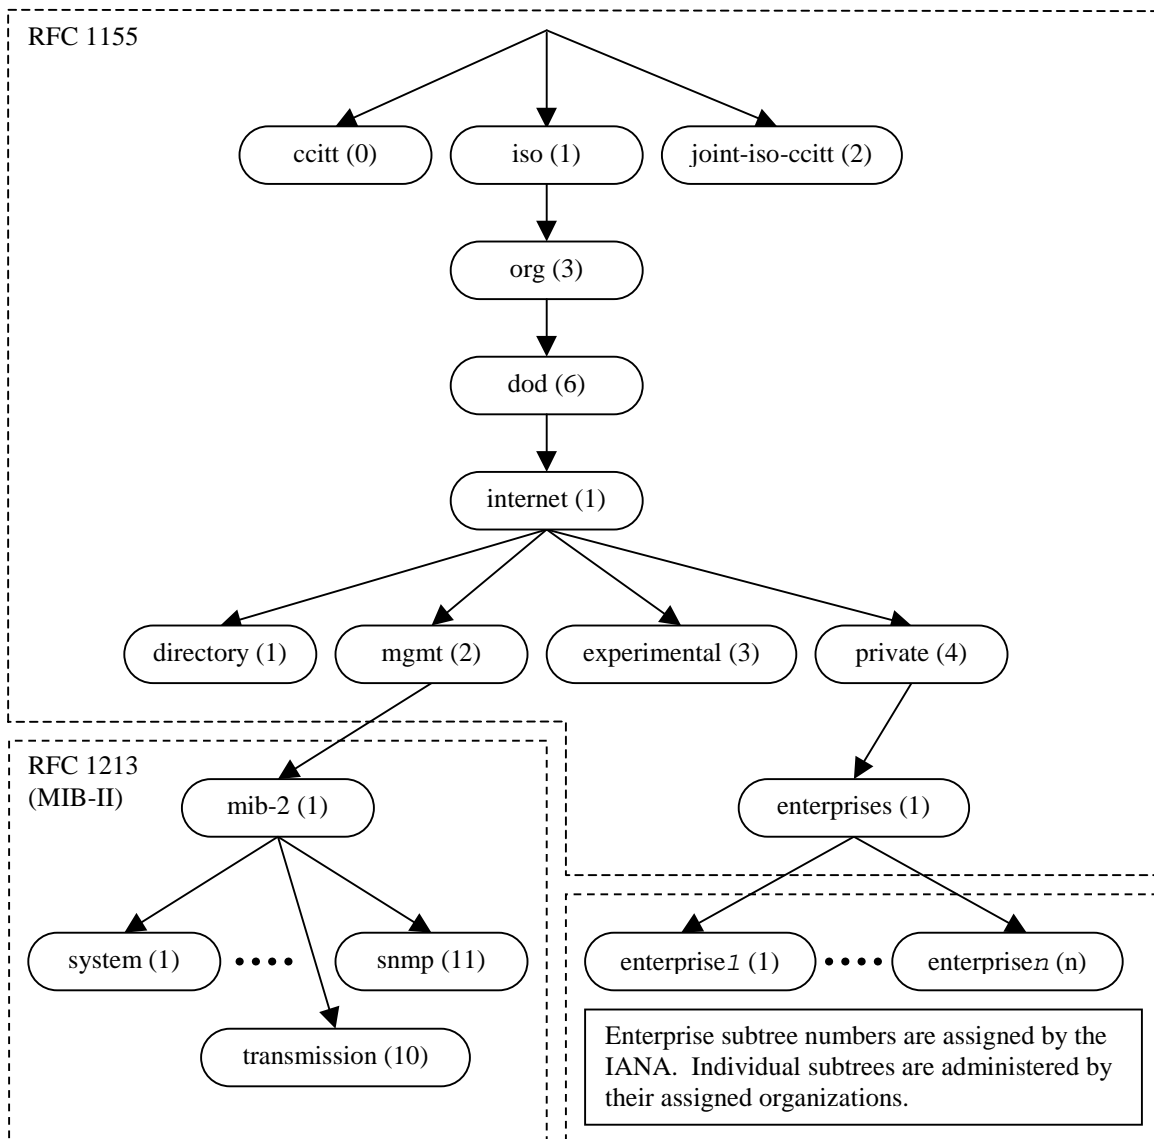 RFC 1155
ccitt (0)
iso (1)
joint-iso-ccitt (2)
org (3)
dod (6)
internet (1)
directory (1)
mgmt (2)
experimental (3)
private (4)
RFC 1213
(MIB-II)
mib-2 (1)
enterprises (1)
system (1)
snmp (11)
enterprise1 (1)
enterprisen (n)
transmission (10)
Enterprise subtree numbers are assigned by the
IANA.  Individual subtrees are administered by
their assigned organizations.